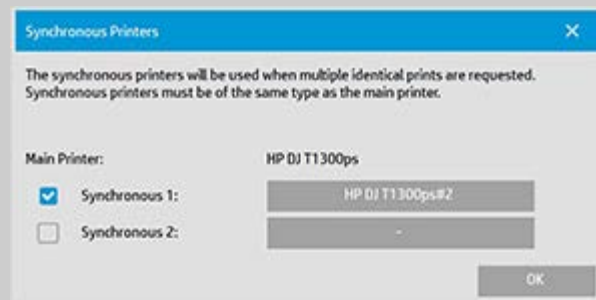 Synchronous Printers
The synchronous printers will be used when multiple identical prints are requested.
Synchronous printers must be of the same type as the main printer.
Main Printer: HP DJ T1300ps
Synchronous 1: HP DJ T1300ps#2
Synchronous 2: -
OK